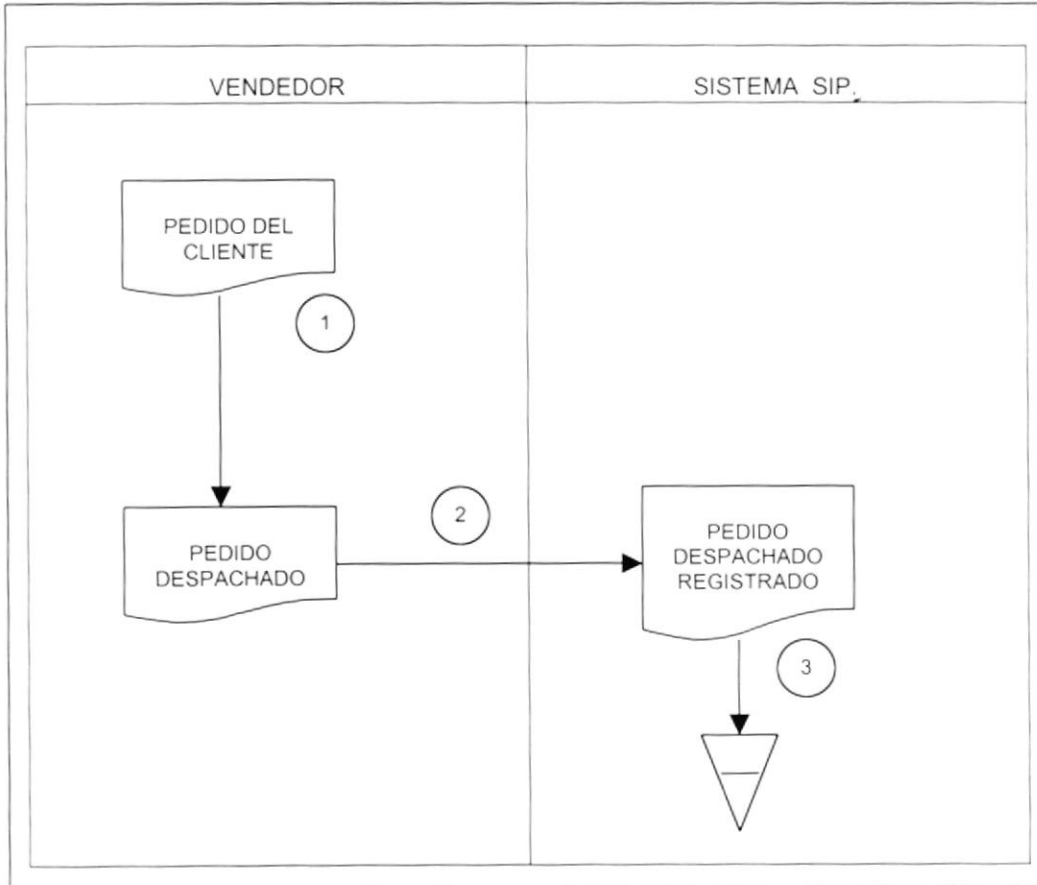 VENDEDOR
SISTEMA SIP.
PEDIDO DEL
CLIENTE
1
PEDIDO
DESPACHADO
2
PEDIDO
DESPACHADO
REGISTRADO
3